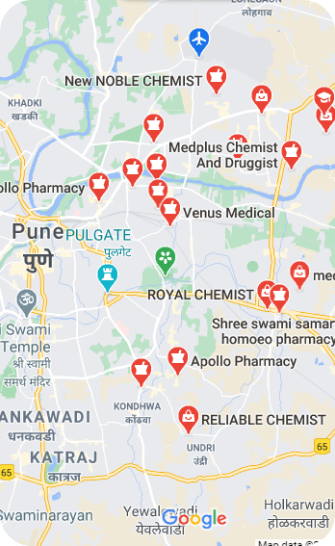 लोहगाव
New NOBLE CHEMIST
KHADKI
खडकी
Medplus Chemist
And Druggist
ollo Pharmacy
Venus Medical
Pune
पुणे
PULGATE
पुलगेट
med
ROYAL CHEMIST
i Swami
Temple
श्री स्वामी
समर्थ मंदिर
Shree swami samar
homoeo pharmacy
Apollo Pharmacy
KONDHWA
कोंढवा
ANKAWADI
धनकवडी
RELIABLE CHEMIST
KATRAJ
कात्रज
UNDRI
उंड्री
65
65
Swaminarayan
Yewalewadi
येवलेवाडी
Google
Holkarwadi
होळकरवाडी
Map data ©2